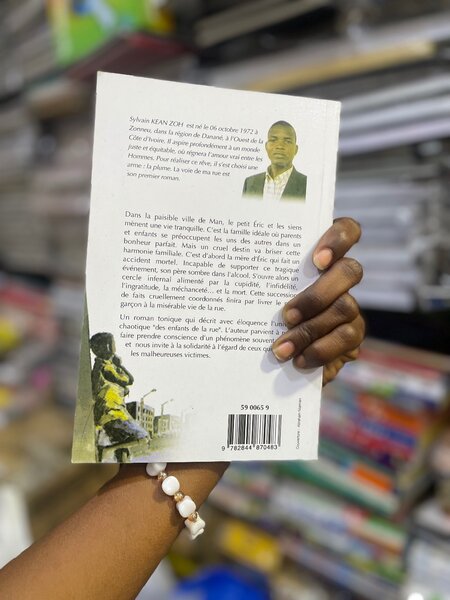 Sylvain KEAN ZOH est né le 06 octobre 1972 à
Zonneu, dans la région de Danané, à l'Ouest de la
Côte d'Ivoire. Il aspire profondément à un monde
juste et équitable, où règnera l'amour vrai entre les
Hommes. Pour réaliser ce rêve, il s'est choisi une
arme : la plume. La voie de ma rue est
son premier roman.
Dans la paisible ville de Man, le petit Éric et les siens
mènent une vie tranquille. C'est la famille idéale où parents
et enfants se préoccupent les uns des autres dans un
bonheur parfait. Mais un cruel destin va briser cette
harmonie familiale. C'est d'abord la mère d'Éric qui fait un
accident mortel. Incapable de supporter ce tragique
événement, son père sombre dans l'alcool. S'ouvre alors un
cercle infernal alimenté par la cupidité, l'infidélité,
l'ingratitude, la méchanceté... et la mort. Cette succession
de faits cruellement coordonnés finira par livrer le
garçon à la misérable vie de la rue.
Un roman tonique qui décrit avec éloquence l'univers
chaotique "des enfants de la rue". L'auteur parvient à
faire prendre conscience d'un phénomène souvent
et nous invite à la solidarité à l'égard de ceux qui
les malheureuses victimes.
59 0065 9
9 782844 870483